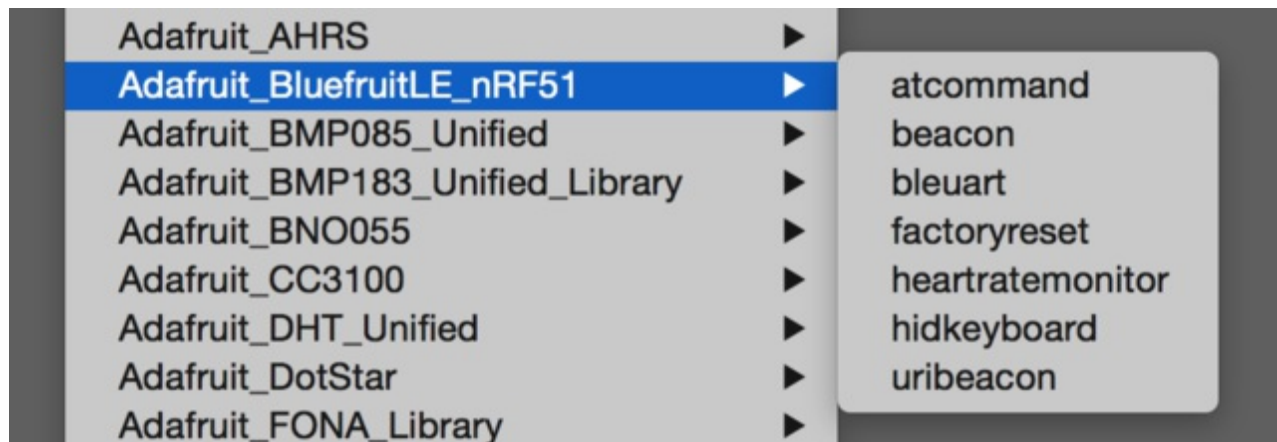 Adafruit_AHRS
Adafruit_BluefruitLE_nRF51
Adafruit_BMP085_Unified
Adafruit_BMP183_Unified_Library
Adafruit_BNO055
Adafruit_CC3100
Adafruit_DHT_Unified
Adafruit_DotStar
Adafruit_FONA_Library
atcommand
beacon
bleuart
factoryreset
heartratemonitor
hidkeyboard
uribeacon